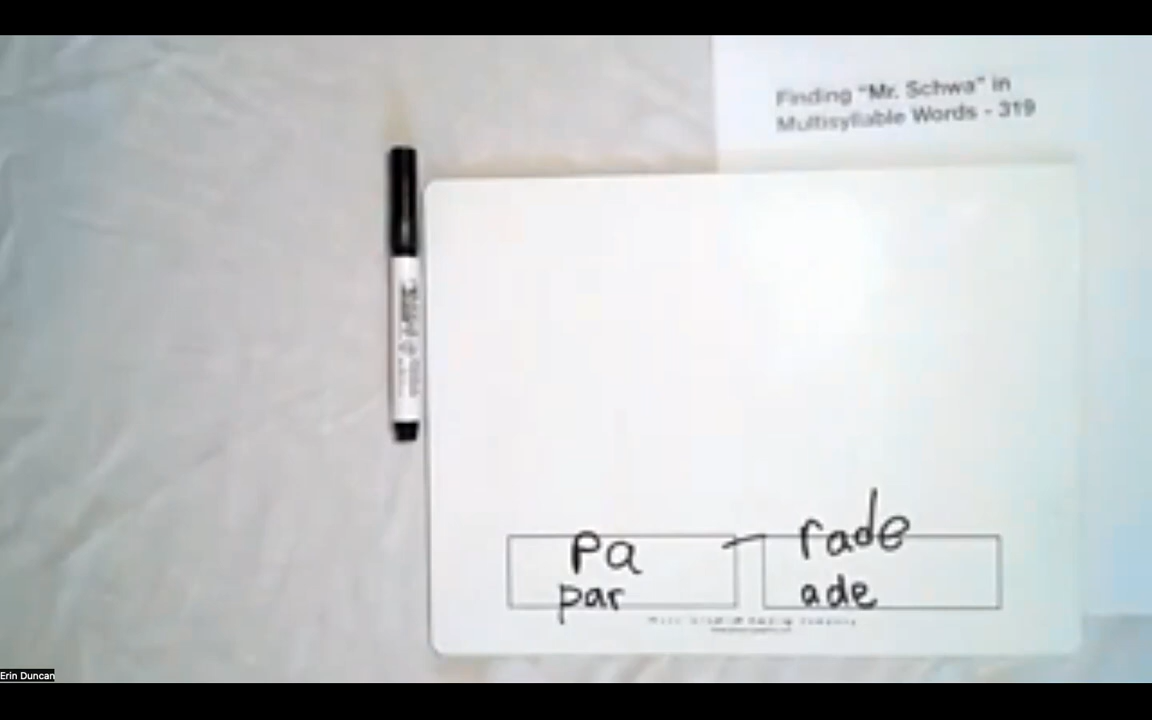 Finding "Mr. Schwa" in
Multisyllable Words - 319
pa - rade
par ade
Erin Duncan